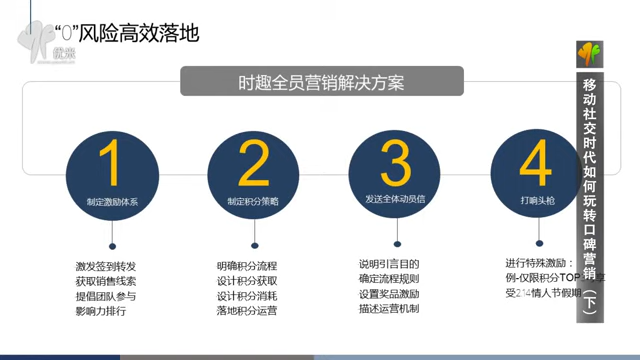 “0”风险高效落地
优米
时趣全员营销解决方案
1
制定激励体系
激发签到转发
获取销售线索
提倡团队参与
影响力排行
2
制定积分策略
明确积分流程
设计积分获取
设计积分消耗
落地积分运营
3
发送全体动员信
说明引言目的
确定流程规则
设置奖品激励
描述运营机制
4
打响头枪
进行特殊激励：
例-仅限积分TOP 享
受214情人节假期
移动社交时代如何玩转口碑营销（下）